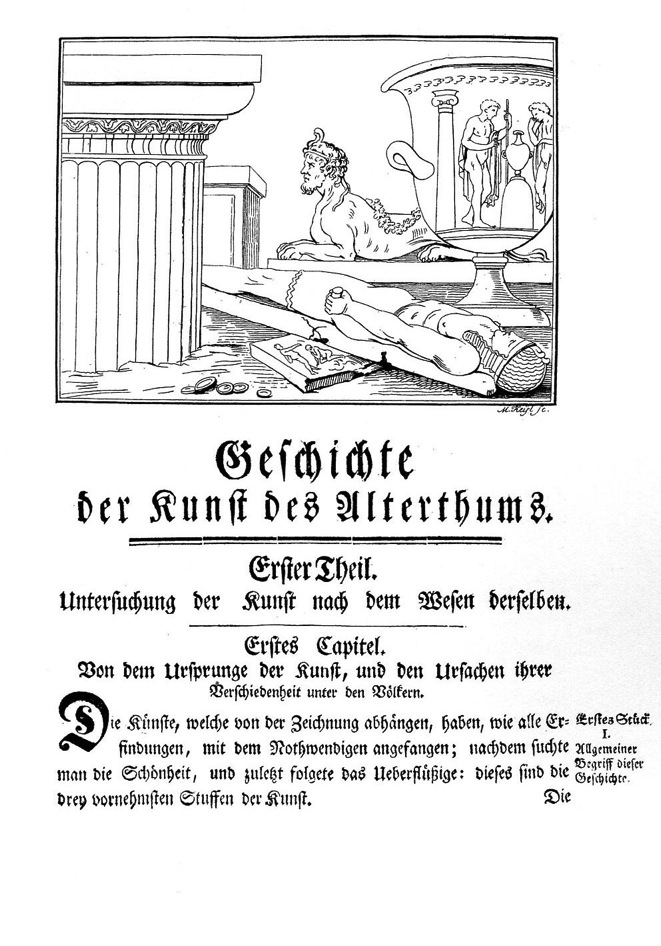 M. Keyl sc.
Geschichte
der Kunst des Alterthums.
Erster Theil.
Untersuchung der Kunst nach dem Wesen derselben.
Erstes Capitel.
Von dem Ursprunge der Kunst, und den Ursachen ihrer
Verschiedenheit unter den Völkern.
Die Künste, welche von der Zeichnung abhängen, haben, wie alle Er-
findungen, mit dem Nothwendigen angefangen; nachdem suchte
man die Schönheit, und zuletzt folgete das Ueberflüßige: dieses sind die
drey vornehmsten Stuffen der Kunst.
Die
Erstes Stück.
I.
Allgemeiner
Begriff dieser
Geschichte.